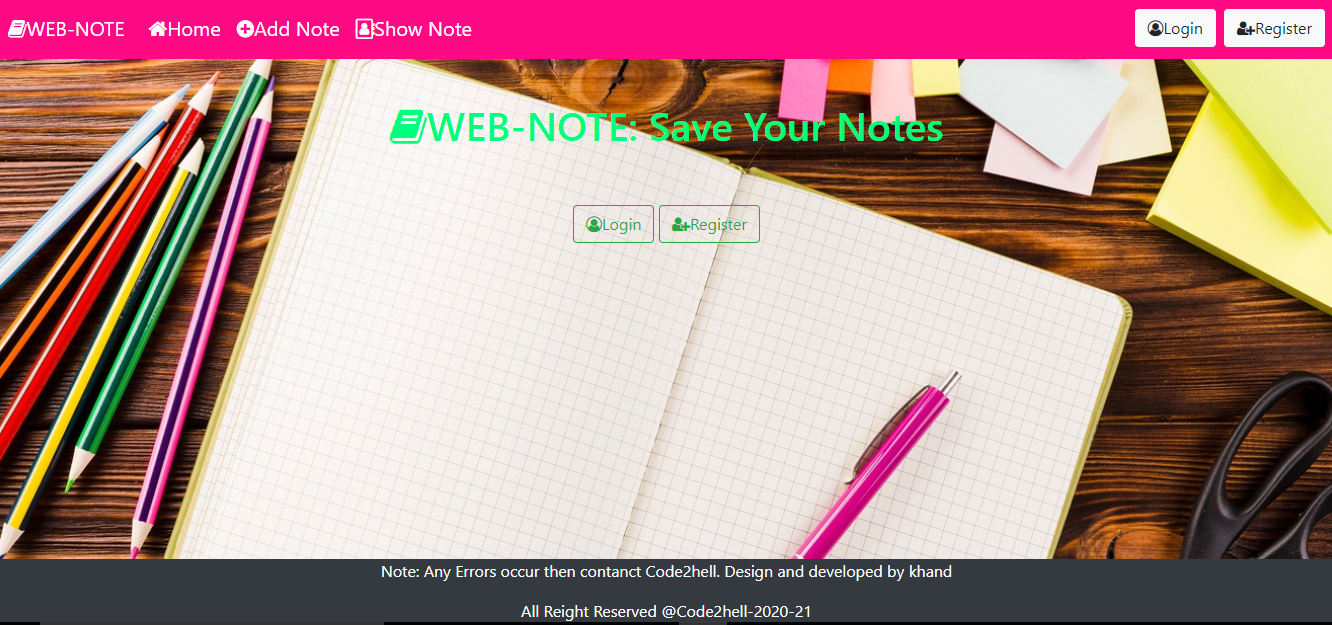 WEB-NOTE Home Add Note Show Note Login Register
WEB-NOTE: Save Your Notes
Login Register
Note: Any Errors occur then contanct Code2hell. Design and developed by khand
All Reight Reserved @Code2hell-2020-21